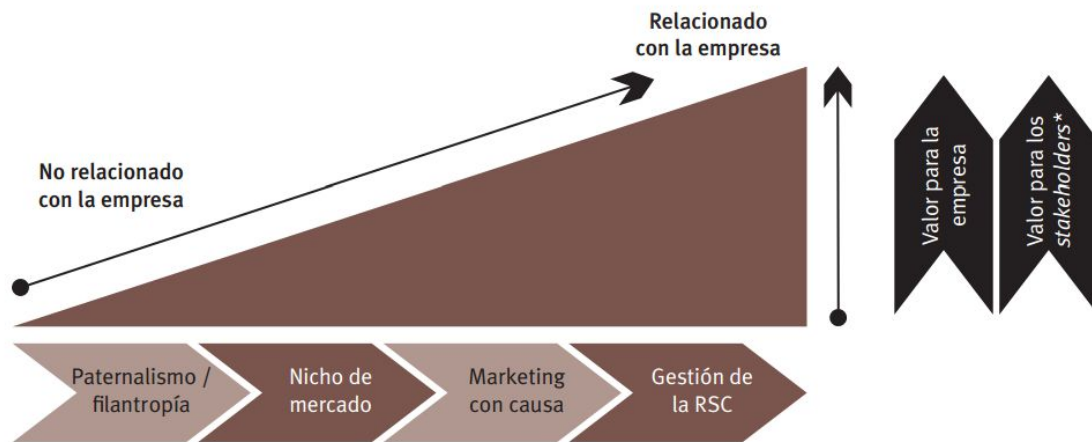 Relacionado
con la empresa
No relacionado
con la empresa
Valor para la
empresa
Valor para los
stakeholders*
Paternalismo /
filantropía
Nicho de
mercado
Marketing
con causa
Gestión de
la RSC